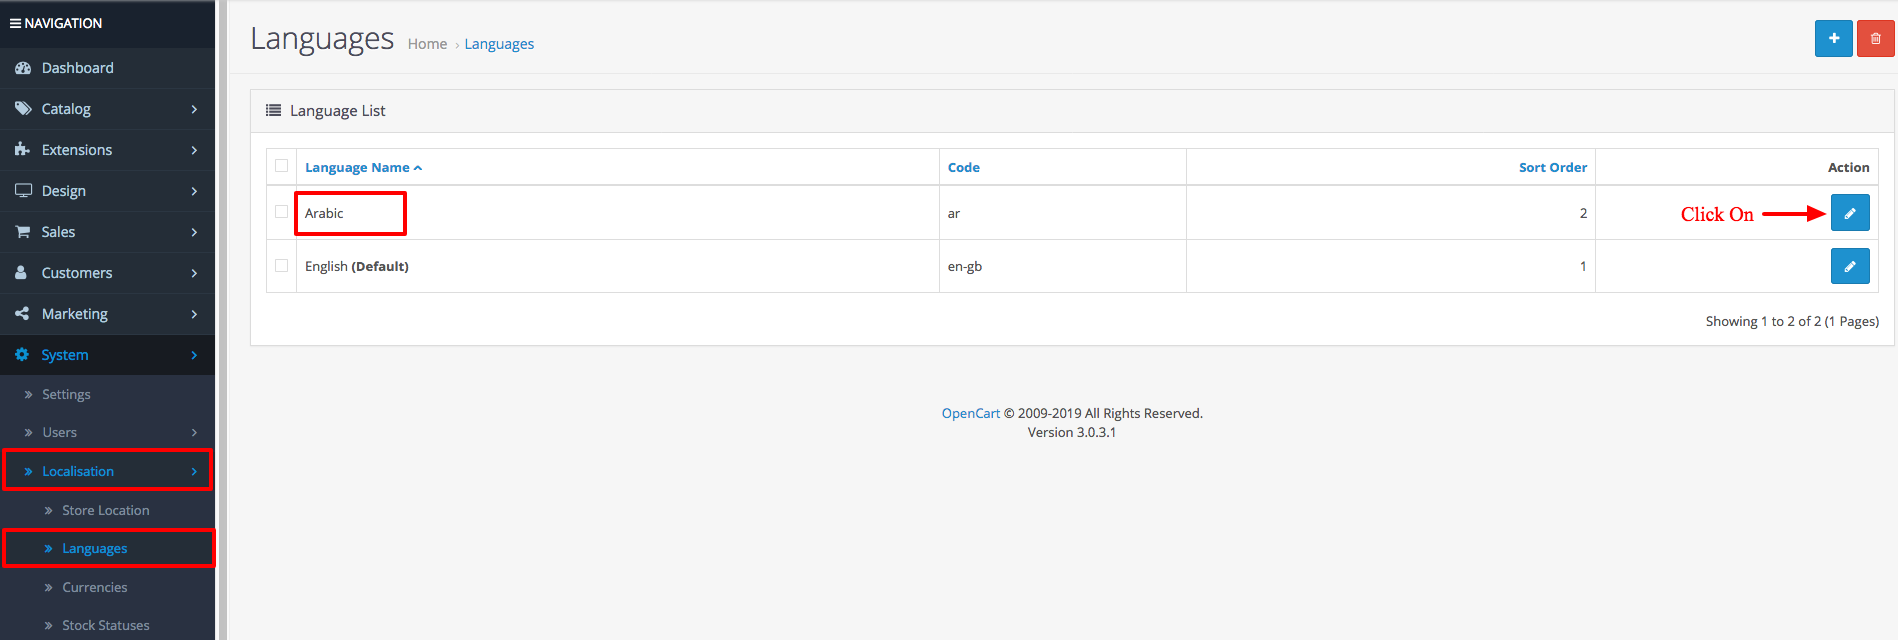 NAVIGATION
Dashboard
Catalog
Extensions
Design
Sales
Customers
Marketing
System
Settings
Users
Localisation
Store Location
Languages
Currencies
Stock Statuses
Languages Home › Languages
Language List
Language Name Code Sort Order Action
Arabic ar 2 Click On
English (Default) en-gb 1
Showing 1 to 2 of 2 (1 Pages)
OpenCart © 2009-2019 All Rights Reserved.
Version 3.0.3.1